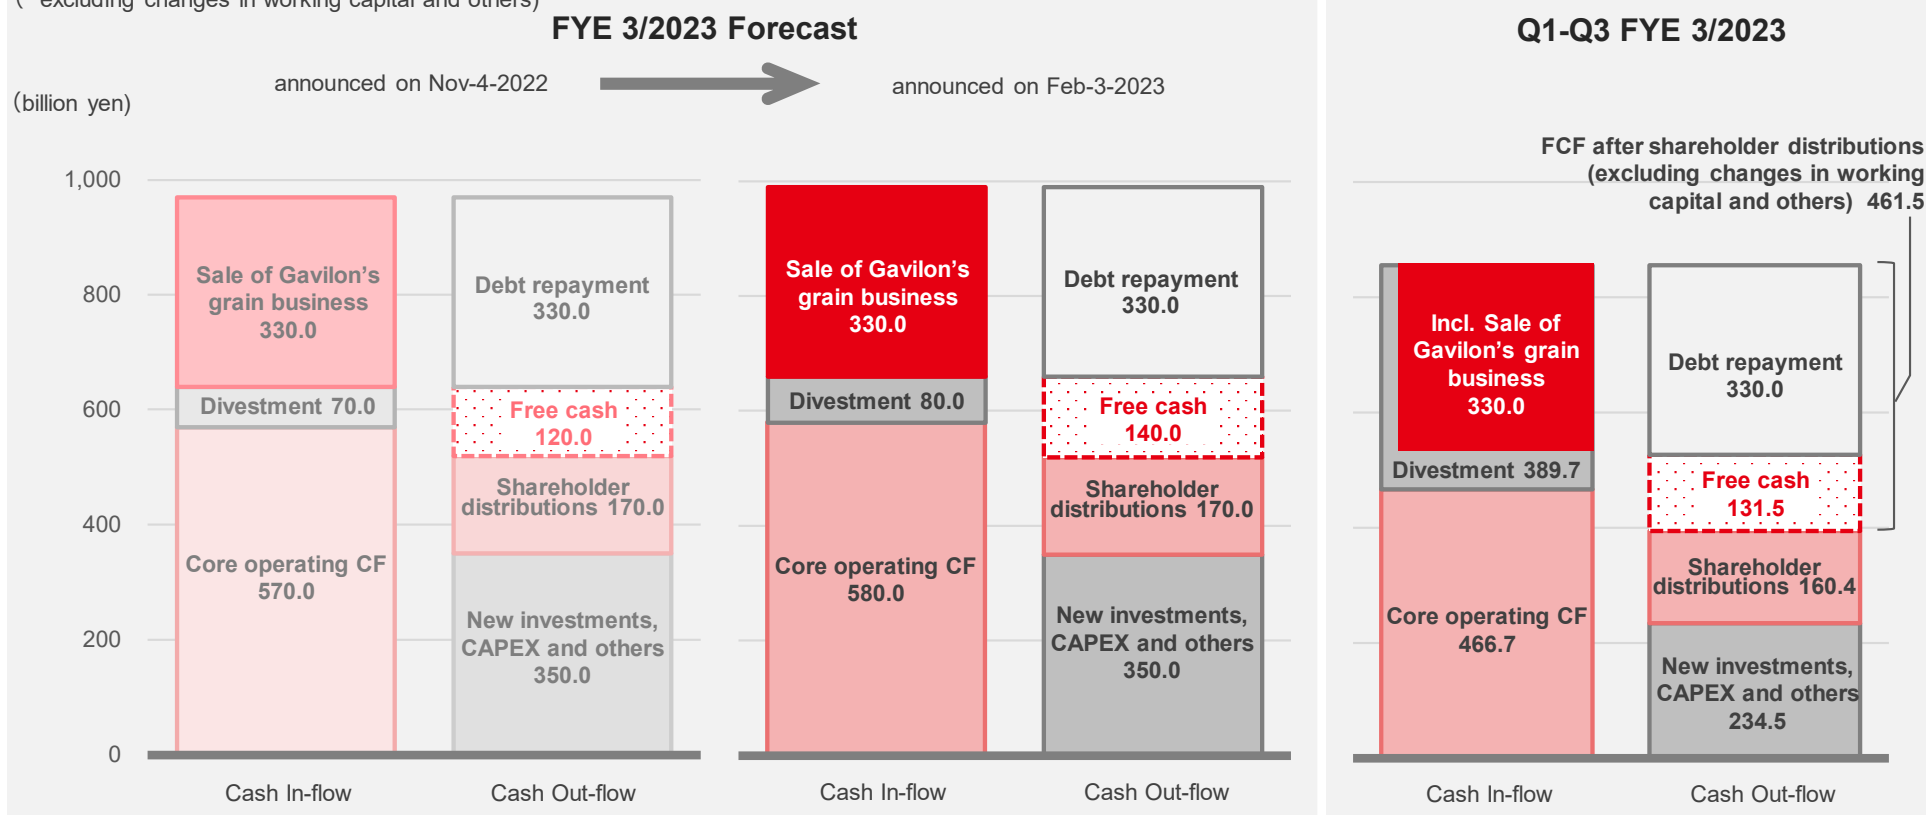 excluding changes in working capital and others)
FYE 3/2023 Forecast
announced on Nov-4-2022
announced on Feb-3-2023
(billion yen)
1,000
800
600
400
200
0
Sale of Gavilon's
grain business
330.0
Divestment 70.0
Core operating CF
570.0
Cash In-flow
Debt repayment
330.0
Free cash
120.0
Shareholder
distributions 170.0
New investments,
CAPEX and others
350.0
Cash Out-flow
Sale of Gavilon's
grain business
330.0
Divestment 80.0
Core operating CF
580.0
Cash In-flow
Debt repayment
330.0
Free cash
140.0
Shareholder
distributions 170.0
New investments,
CAPEX and others
350.0
Cash Out-flow
Q1-Q3 FYE 3/2023
FCF after shareholder distributions
(excluding changes in working
capital and others) 461.5
Incl. Sale of
Gavilon's grain
business
330.0
Divestment 389.7
Core operating CF
466.7
Cash In-flow
Debt repayment
330.0
Free cash
131.5
Shareholder
distributions 160.4
New investments,
CAPEX and others
234.5
Cash Out-flow